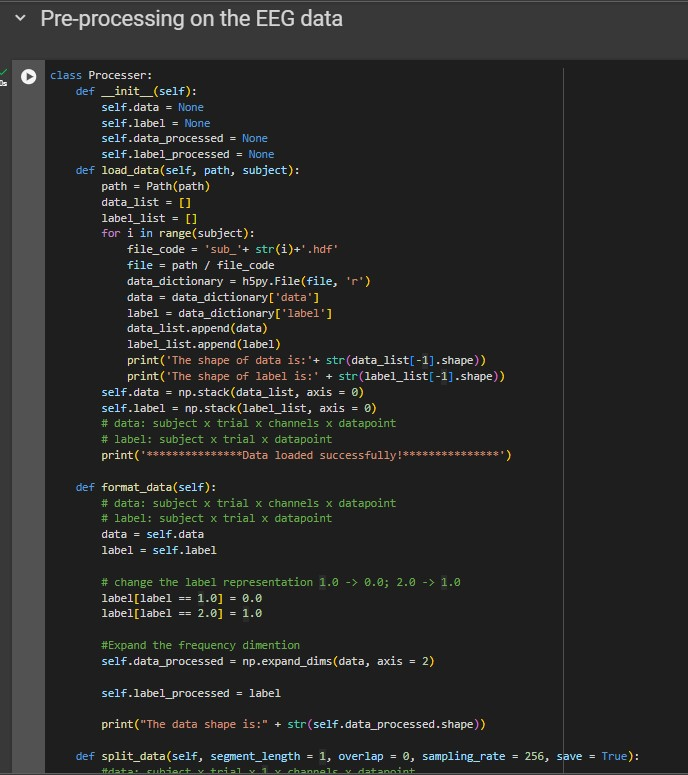 Pre-processing on the EEG data
class Processer:
    def __init__(self):
        self.data = None
        self.label = None
        self.data_processed = None
        self.label_processed = None
    def load_data(self, path, subject):
        path = Path(path)
        data_list = []
        label_list = []
        for i in range(subject):
            file_code = 'sub_'+ str(i)+'.hdf'
            file = path / file_code
            data_dictionary = h5py.File(file, 'r')
            data = data_dictionary['data']
            label = data_dictionary['label']
            data_list.append(data)
            label_list.append(label)
            print('The shape of data is:'+ str(data_list[-1].shape))
            print('The shape of label is:' + str(label_list[-1].shape))
        self.data = np.stack(data_list, axis = 0)
        self.label = np.stack(label_list, axis = 0)
        # data: subject x trial x channels x datapoint
        # label: subject x trial x datapoint
        print('***************Data loaded successfully!***************')

    def format_data(self):
        # data: subject x trial x channels x datapoint
        # label: subject x trial x datapoint
        data = self.data
        label = self.label

        # change the label representation 1.0 -> 0.0; 2.0 -> 1.0
        label[label == 1.0] = 0.0
        label[label == 2.0] = 1.0

        #Expand the frequency dimention
        self.data_processed = np.expand_dims(data, axis = 2)

        self.label_processed = label

        print("The data shape is:" + str(self.data_processed.shape))

    def split_data(self, segment_length = 1, overlap = 0, sampling_rate = 256, save = True):
        #data: subject x trial x 1 x channels x datapoint